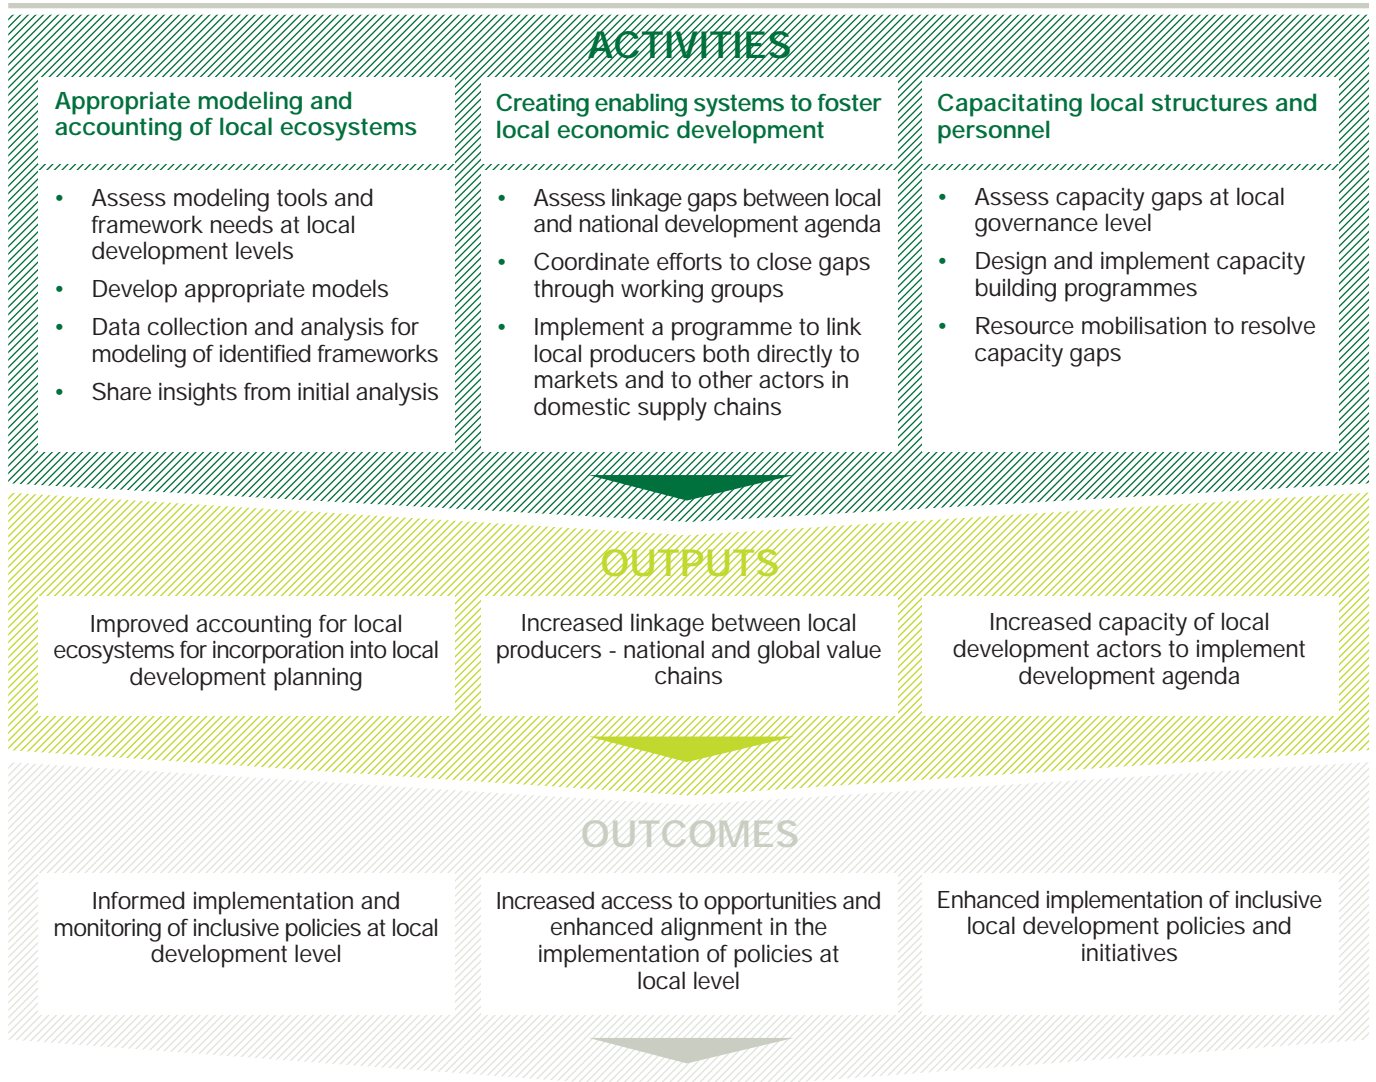 ACTIVITIES
Appropriate modeling and
accounting of local ecosystems
• Assess modeling tools and
framework needs at local
development levels
• Develop appropriate models
• Data collection and analysis for
modeling of identified frameworks
• Share insights from initial analysis
Creating enabling systems to foster
local economic development
• Assess linkage gaps between local
and national development agenda
• Coordinate efforts to close gaps
through working groups
• Implement a programme to link
local producers both directly to
markets and to other actors in
domestic supply chains
Capacitating local structures and
personnel
• Assess capacity gaps at local
governance level
• Design and implement capacity
building programmes
• Resource mobilisation to resolve
capacity gaps
OUTPUTS
Improved accounting for local
ecosystems for incorporation into local
development planning
Increased linkage between local
producers - national and global value
chains
Increased capacity of local
development actors to implement
development agenda
OUTCOMES
Informed implementation and
monitoring of inclusive policies at local
development level
Increased access to opportunities and
enhanced alignment in the
implementation of policies at
local level
Enhanced implementation of inclusive
local development policies and
initiatives